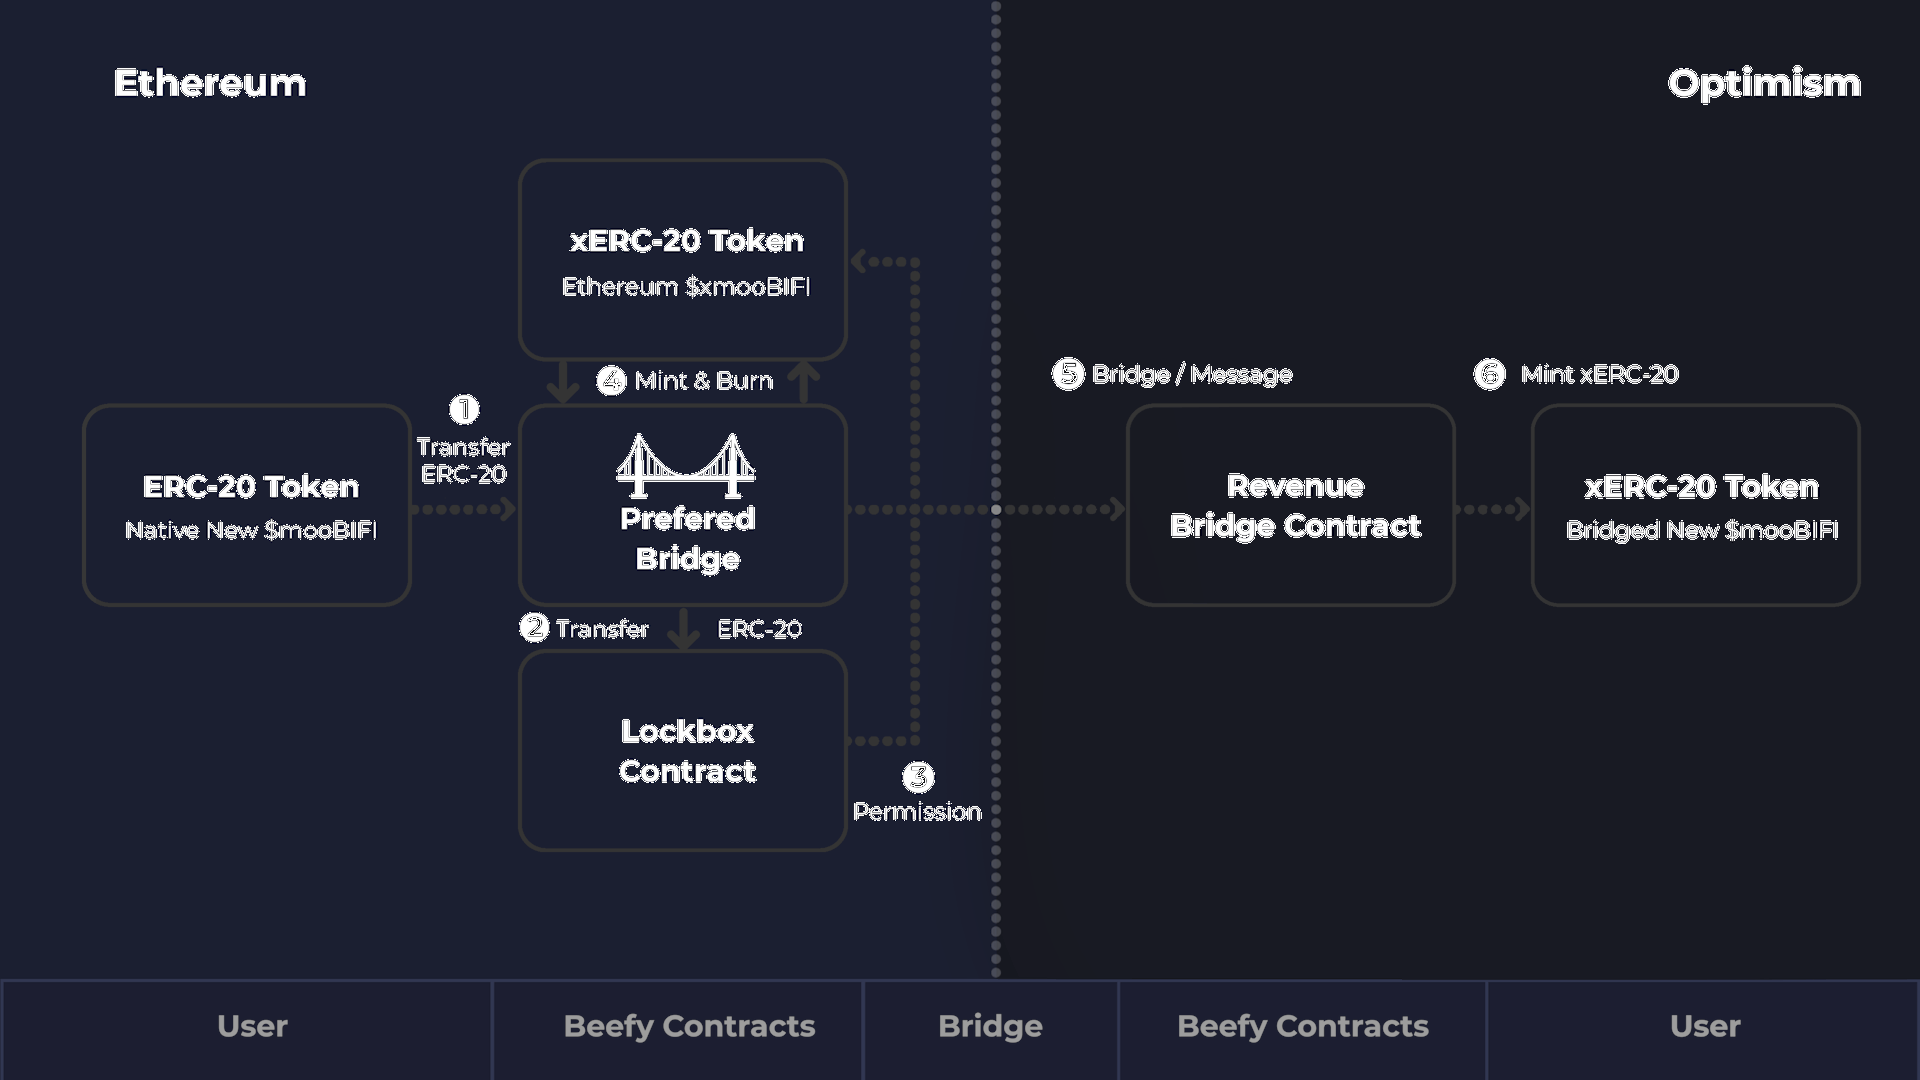 Ethereum
Optimism
xERC-20 Token
Ethereum $xmooBIFI
4 Mint & Burn
1
Transfer
ERC-20
ERC-20 Token
Native New $mooBIFI
Prefered
Bridge
2 Transfer ERC-20
Lockbox
Contract
3
Permission
5 Bridge / Message
Revenue
Bridge Contract
6 Mint xERC-20
xERC-20 Token
Bridged New $mooBIFI
User
Beefy Contracts
Bridge
Beefy Contracts
User